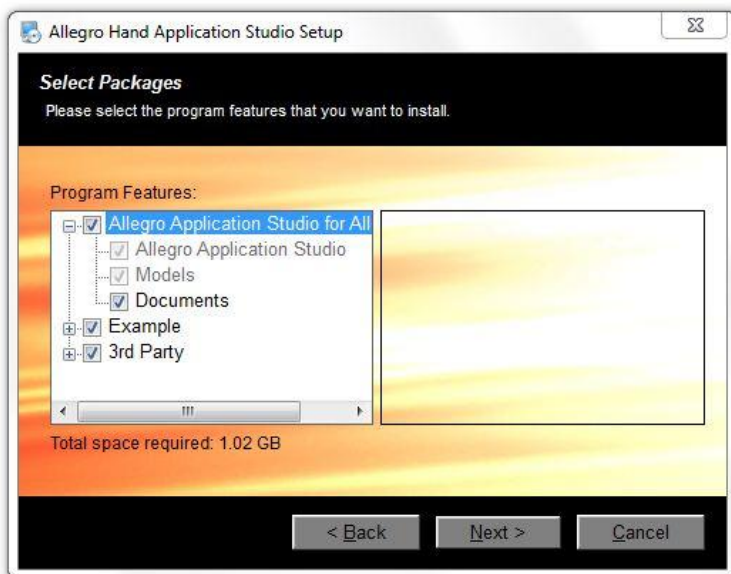 Allegro Hand Application Studio Setup
Select Packages
Please select the program features that you want to install.
Program Features:
Allegro Application Studio for All
Allegro Application Studio
Models
Documents
Example
3rd Party
Total space required: 1.02 GB
< Back
Next >
Cancel